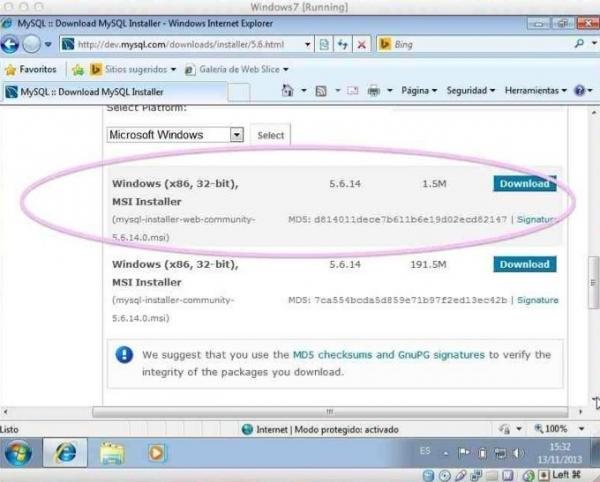 Windows7 [Running]
MySQL :: Download MySQL Installer - Windows Internet Explorer
http://dev.mysql.com/downloads/installer/5.6.html
Bing
Favoritos
Sitios sugeridos
Galería de Web Slice
MySQL :: Download MySQL Installer
Página
Seguridad
Herramientas
Select Platform:
Microsoft Windows
Select
Windows (x86, 32-bit), MSI Installer 5.6.14 1.5M Download
(mysql-installer-web-community-5.6.14.0.msi) MD5: d814011dece7b611b6e19d02ecd82147 | Signature
Windows (x86, 32-bit), MSI Installer 5.6.14 191.5M Download
(mysql-installer-community-5.6.14.0.msi) MD5: 7ca554bcda5d859e71b97f2ed13ec42b | Signature
We suggest that you use the MD5 checksums and GnuPG signatures to verify the
integrity of the packages you download.
Listo
Internet | Modo protegido: activado
100%
ES
15:32
13/11/2013
Left ⌘